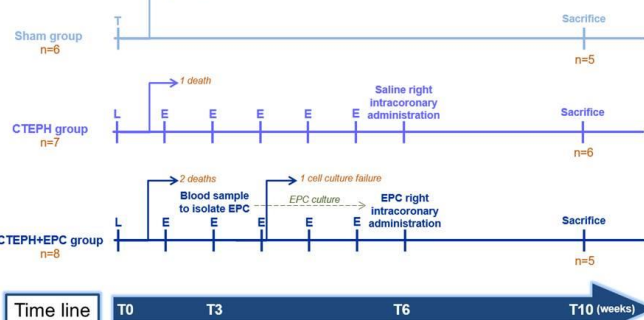 T
Sacrifice
Sham group
n=6
n=5
1 death
Saline right
intracoronary
administration
L E E E E E
Sacrifice
CTEPH group
n=7
n=6
2 deaths
1 cell culture failure
Blood sample
to isolate EPC
EPC culture
EPC right
intracoronary
administration
L E E E E E
Sacrifice
CTEPH+EPC group
n=8
n=5
Time line
T0 T3 T6 T10 (weeks)